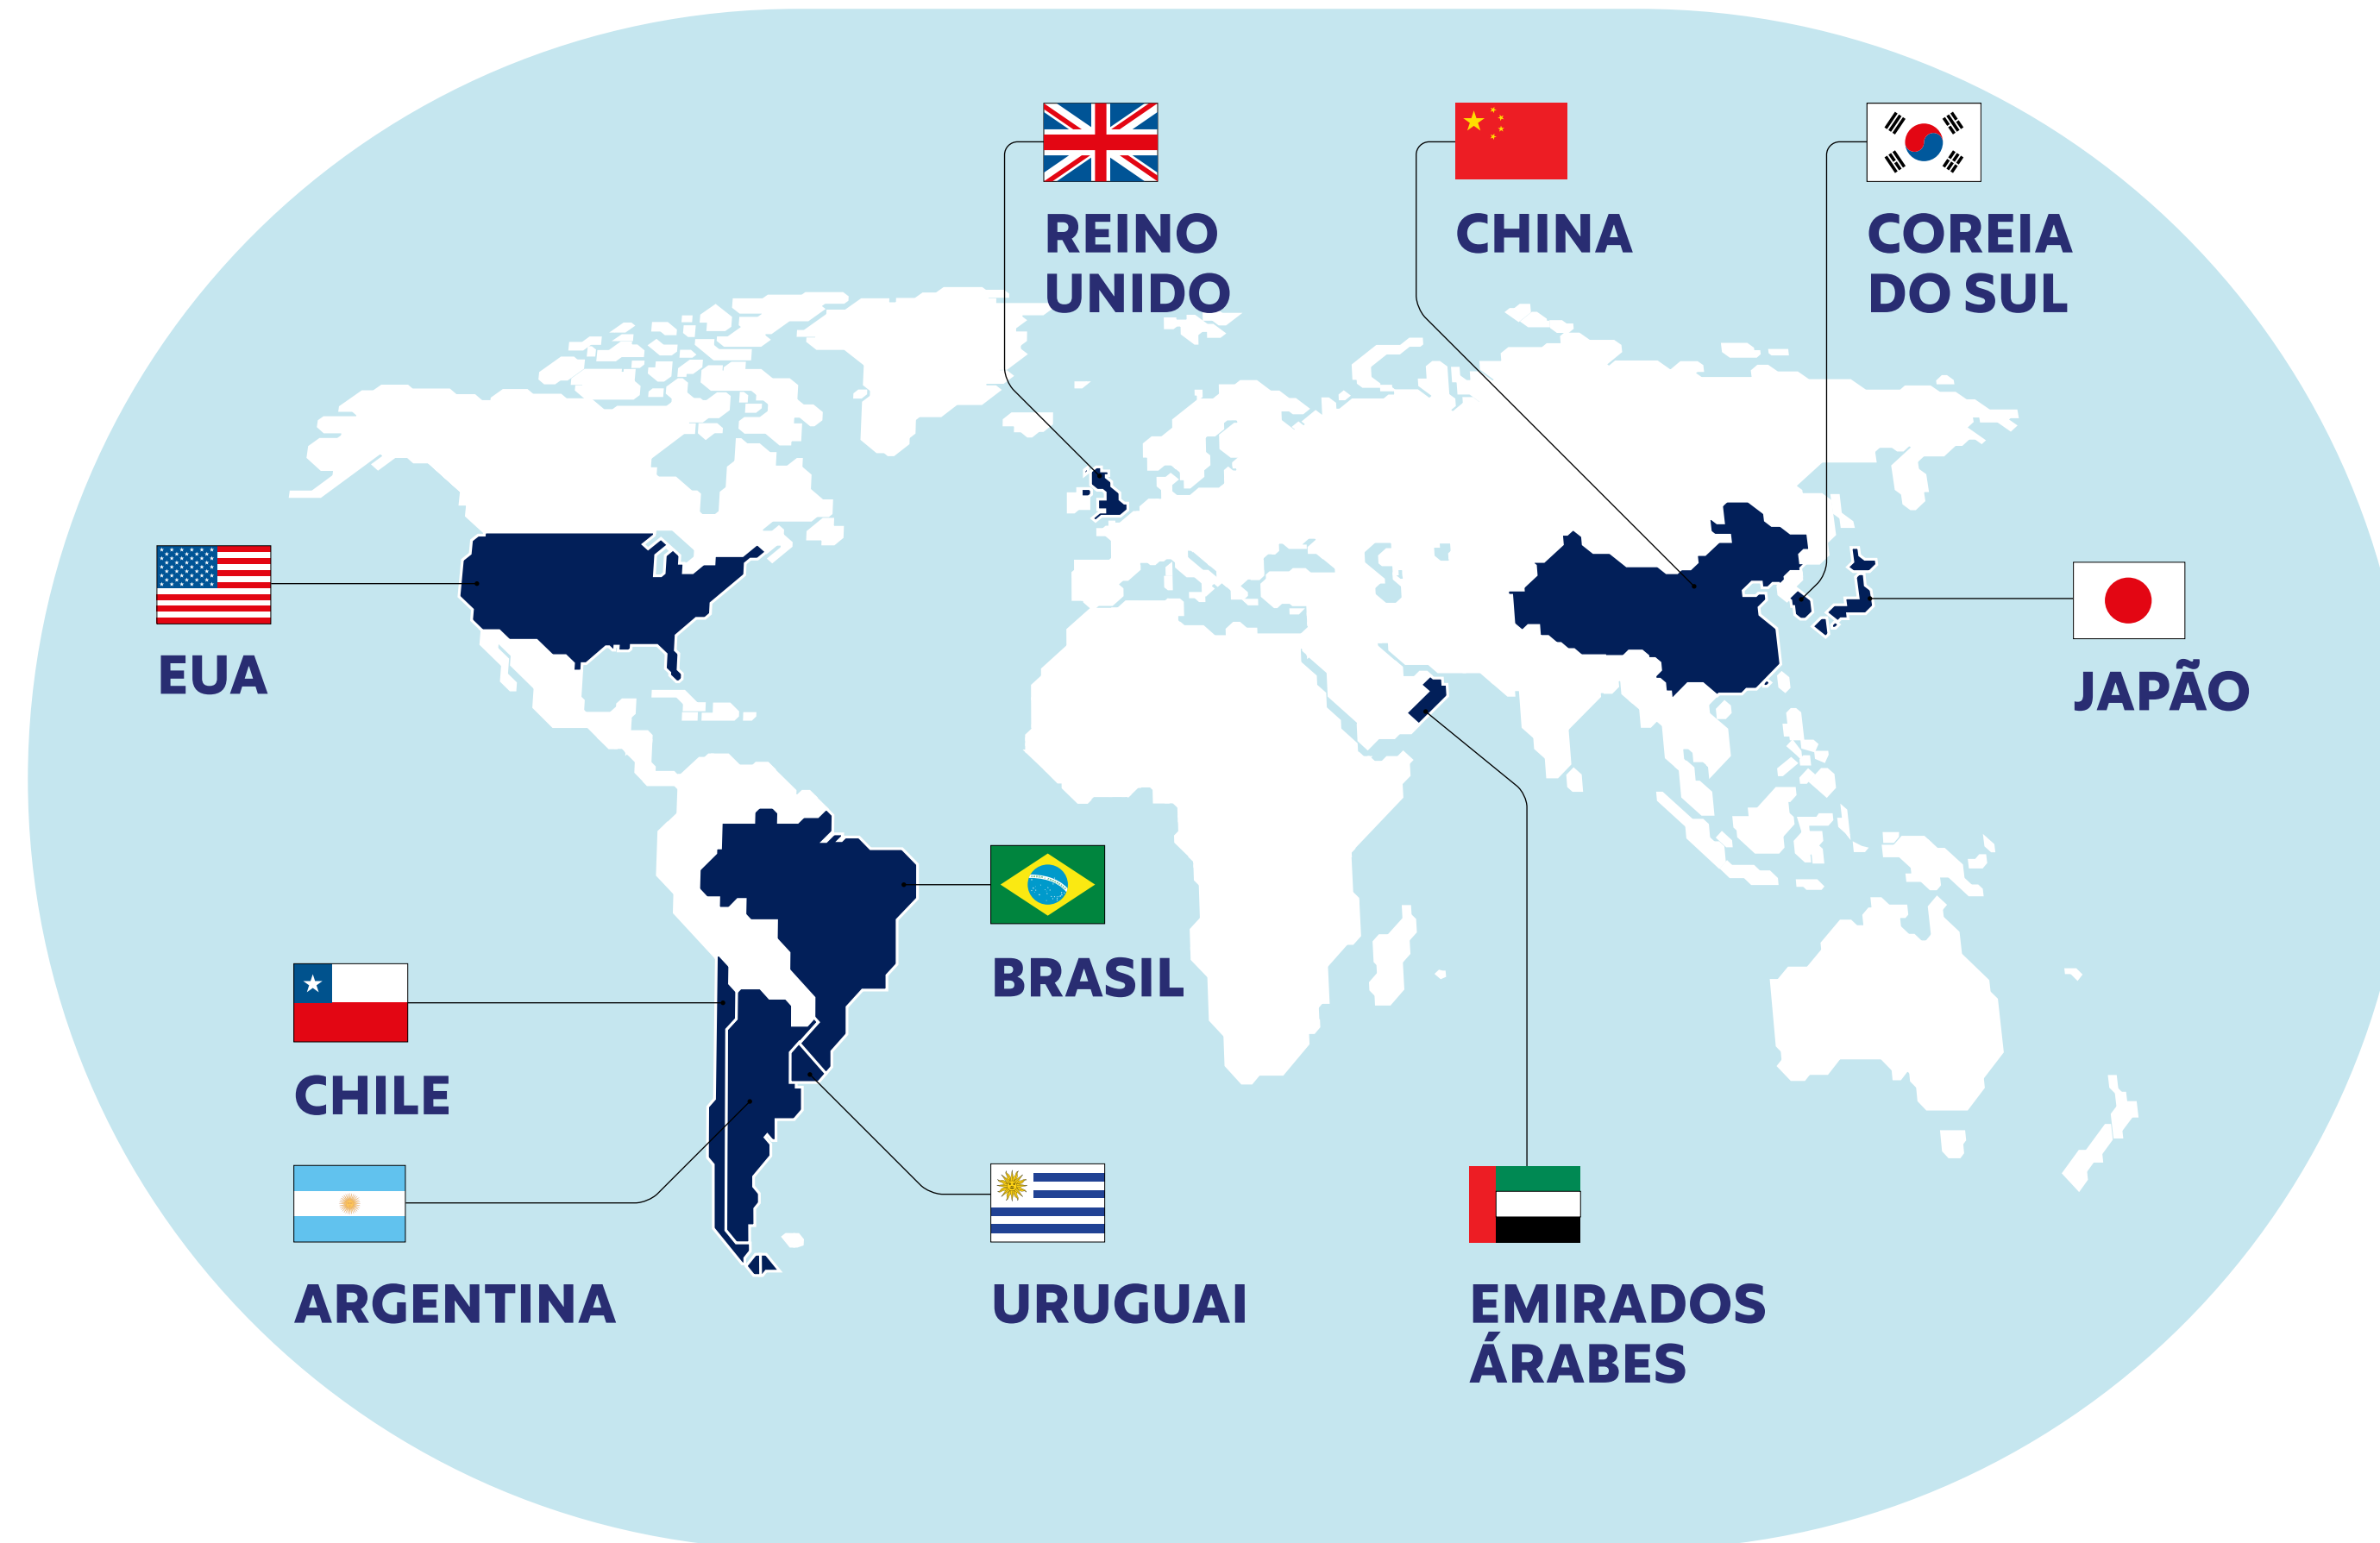 REINO
UNIDO
CHINA
COREIA
DO SUL
EUA
JAPÃO
BRASIL
CHILE
ARGENTINA
URUGUAI
EMIRADOS
ÁRABES